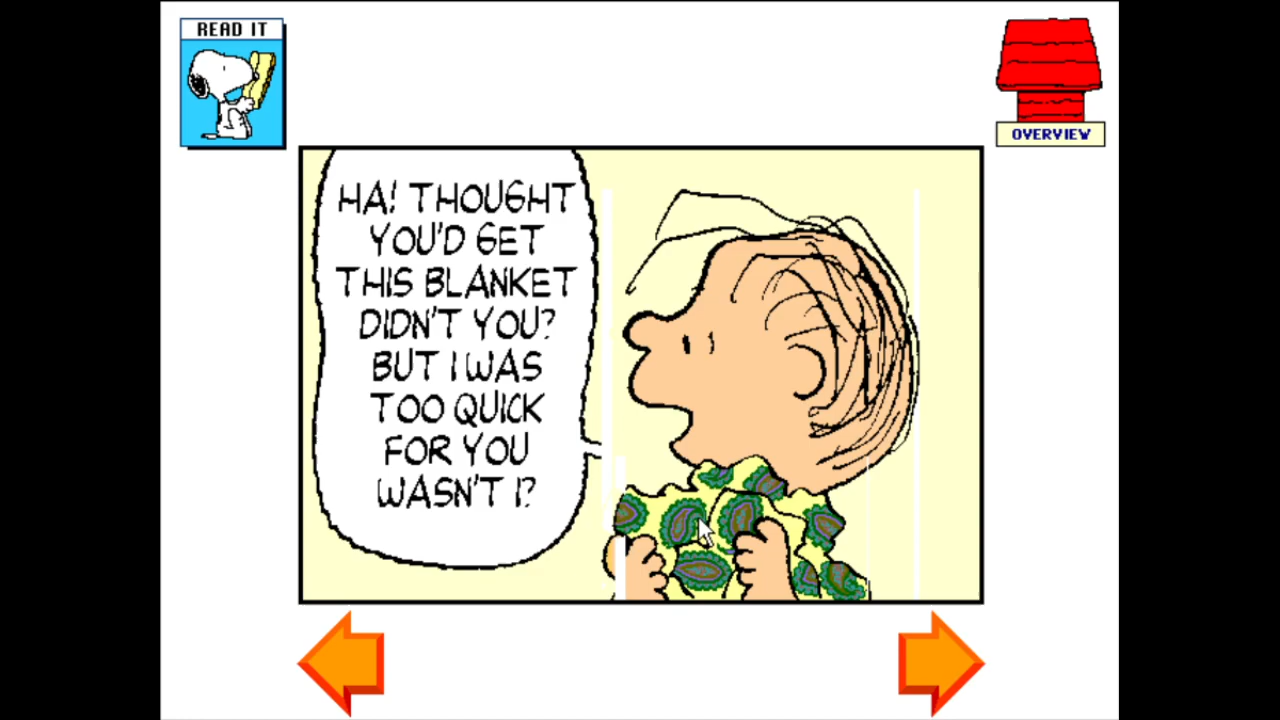 READ IT
OVERVIEW
HA! THOUGHT
YOU'D GET
THIS BLANKET
DIDN'T YOU?
BUT I WAS
TOO QUICK
FOR YOU
WASN'T I?